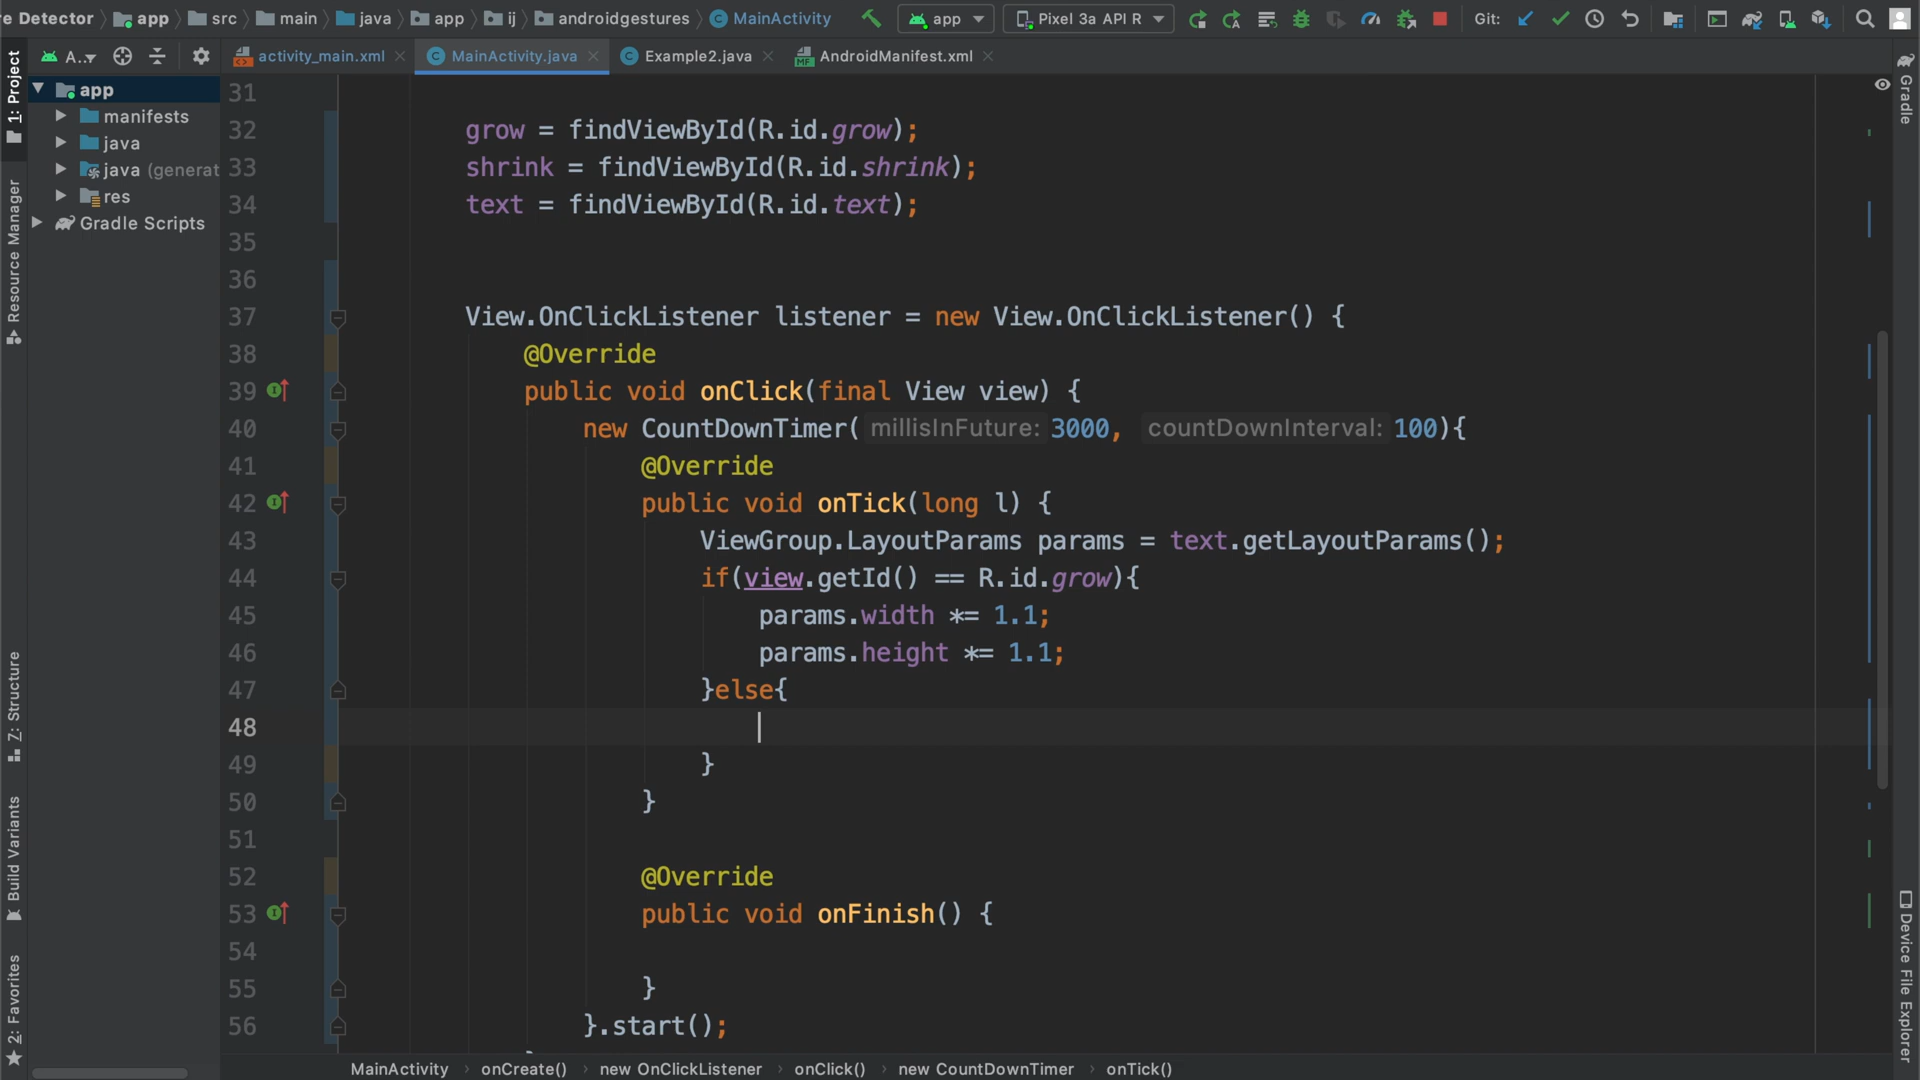 e Detector app src main java app ij androidgestures MainActivity app Pixel 3a API R Git:
1: Project
A..
activity_main.xml MainActivity.java Example2.java AndroidManifest.xml
app
manifests
java
java (generat
res
Gradle Scripts
Resource Manager
Z: Structure
Build Variants
2: Favorites
31
32 grow = findViewById(R.id.grow);
33 shrink = findViewById(R.id.shrink);
34 text = findViewById(R.id.text);
35
36
37 View.OnClickListener listener = new View.OnClickListener() {
38 @Override
39 public void onClick(final View view) {
40 new CountDownTimer( millisInFuture: 3000, countDownInterval: 100){
41 @Override
42 public void onTick(long l) {
43 ViewGroup.LayoutParams params = text.getLayoutParams();
44 if(view.getId() == R.id.grow){
45 params.width *= 1.1;
46 params.height *= 1.1;
47 }else{
48
49 }
50 }
51
52 @Override
53 public void onFinish() {
54
55 }
56 }.start();
MainActivity › onCreate() › new OnClickListener › onClick() › new CountDownTimer › onTick()
Gradle
Device File Explorer